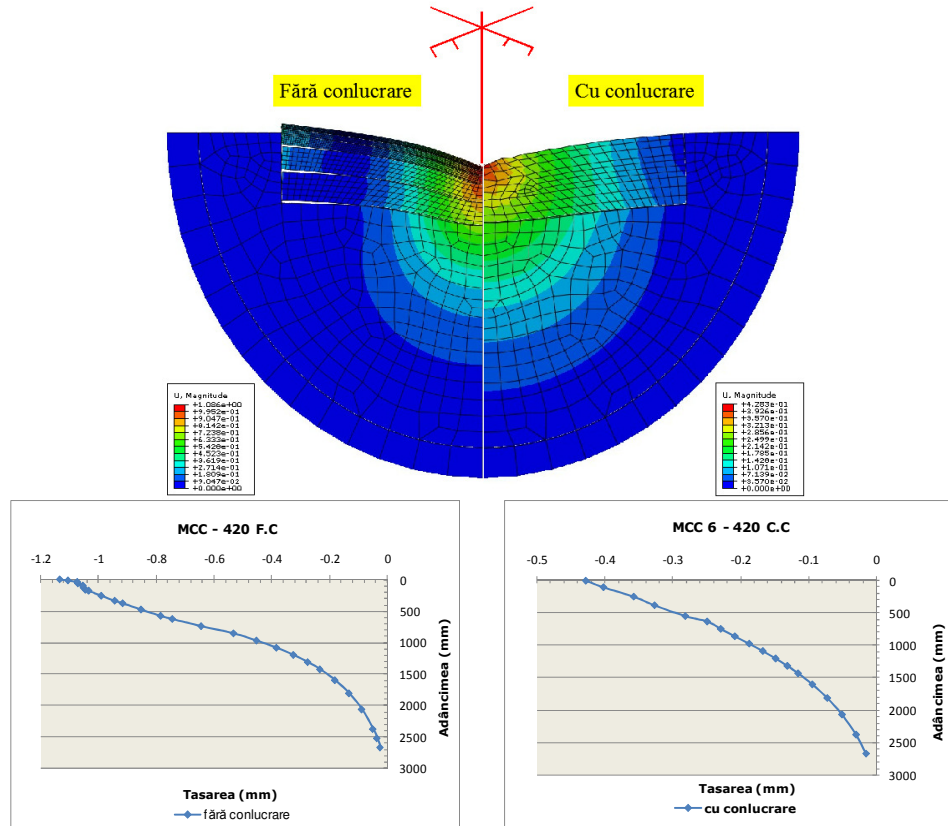 Fără conlucrare
Cu conlucrare
U, Magnitude
+1.086e+00
+9.952e-01
+9.047e-01
+8.142e-01
+7.238e-01
+6.333e-01
+5.428e-01
+4.523e-01
+3.619e-01
+2.714e-01
+1.809e-01
+9.047e-02
+0.000e+00
U, Magnitude
+4.283e-01
+3.926e-01
+3.570e-01
+3.213e-01
+2.856e-01
+2.499e-01
+2.142e-01
+1.785e-01
+1.428e-01
+1.071e-01
+7.139e-02
+3.570e-02
+0.000e+00
MCC - 420 F.C
-1.2 -1 -0.8 -0.6 -0.4 -0.2 0
0
500
1000
1500
2000
2500
3000
Adâncimea (mm)
Tasarea (mm)
fără conlucrare
MCC 6 - 420 C.C
-0.5 -0.4 -0.3 -0.2 -0.1 0
0
500
1000
1500
2000
2500
3000
Adâncimea (mm)
Tasarea (mm)
cu conlucrare